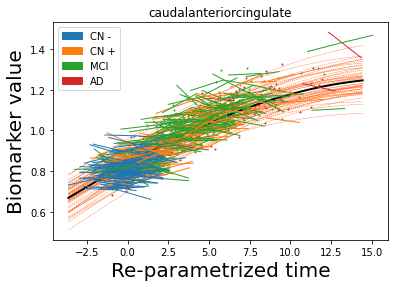 caudalanteriorcingulate
CN -
CN +
MCI
AD
Biomarker value
1.4
1.2
1.0
0.8
0.6
−2.5 0.0 2.5 5.0 7.5 10.0 12.5 15.0
Re-parametrized time